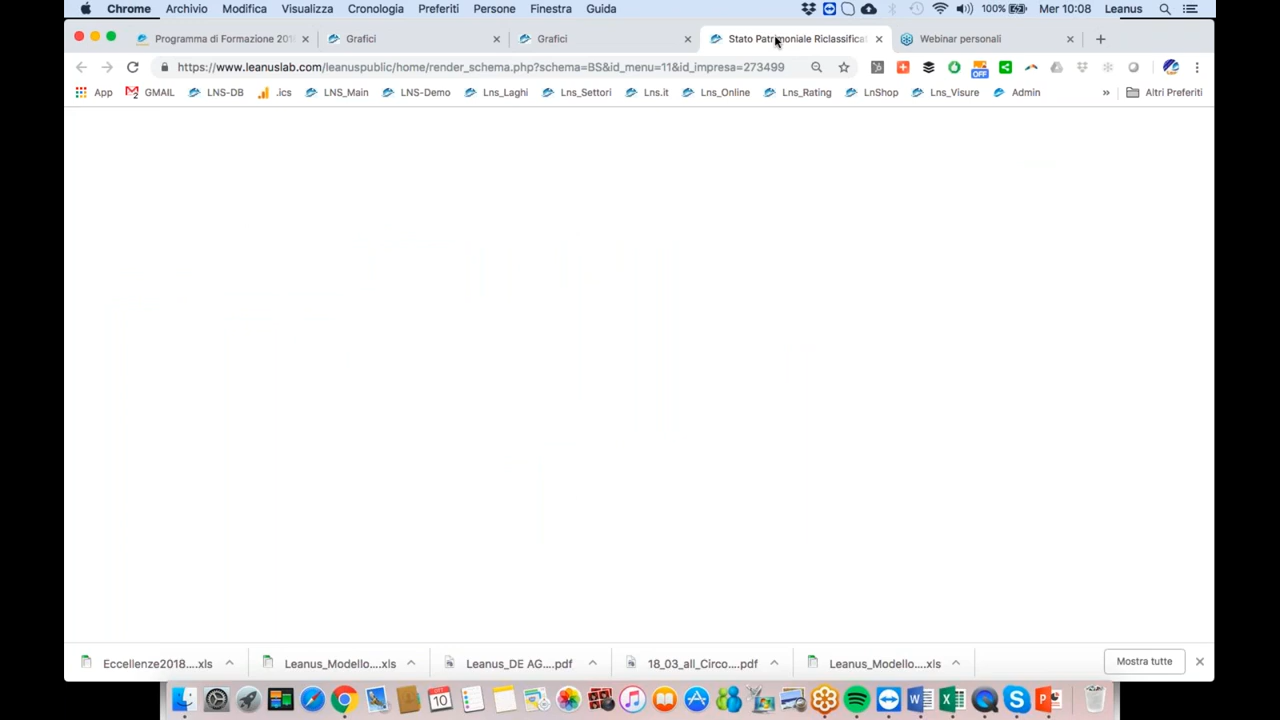 Chrome Archivio Modifica Visualizza Cronologia Preferiti Persone Finestra Guida 100% Mer 10:08 Leanus
Programma di Formazione 201 Grafici Grafici Stato Patrimoniale Riclassifica Webinar personali
https://www.leanuslab.com/leanuspublic/home/render_schema.php?schema=BS&id_menu=11&id_impresa=273499 OFF
App GMAIL LNS-DB .ics LNS_Main LNS-Demo Lns_Laghi Lns_Settori Lns.it Lns_Online Lns_Rating LnShop Lns_Visure Admin » Altri Preferiti
Eccellenze2018....xls Leanus_Modello....xls Leanus_DE AG....pdf 18_03_all_Circo....pdf Leanus_Modello....xls Mostra tutte
10